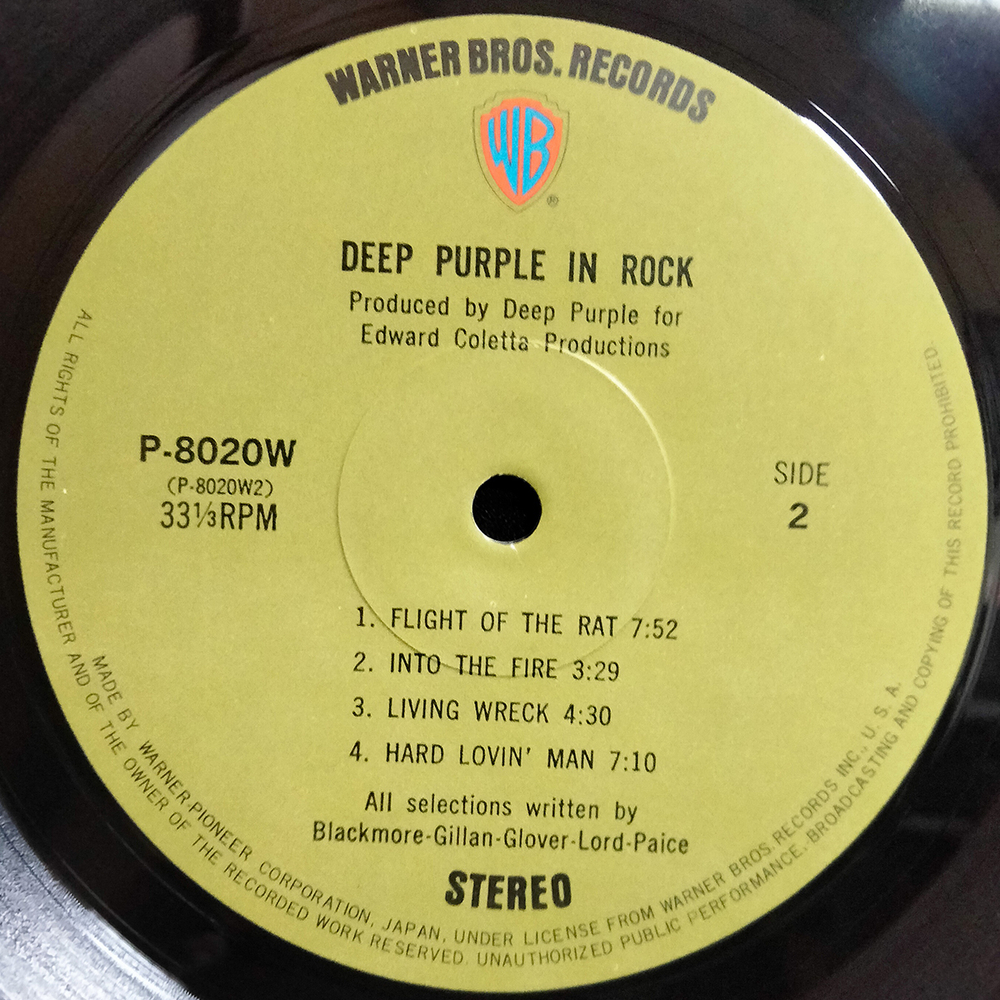 WARNER BROS. RECORDS
WB
®
DEEP PURPLE IN ROCK
Produced by Deep Purple for
Edward Coletta Productions
P-8020W
(P-8020W2)
33⅓RPM
SIDE
2
1. FLIGHT OF THE RAT 7:52
2. INTO THE FIRE 3:29
3. LIVING WRECK 4:30
4. HARD LOVIN' MAN 7:10
All selections written by
Blackmore-Gillan-Glover-Lord-Paice
STEREO
MADE BY WARNER-PIONEER CORPORATION, JAPAN, UNDER LICENSE FROM WARNER BROS. RECORDS INC., U. S. A.
ALL RIGHTS OF THE MANUFACTURER AND OF THE OWNER OF THE RECORDED WORK RESERVED. UNAUTHORIZED PUBLIC PERFORMANCE, BROADCASTING AND COPYING OF THIS RECORD PROHIBITED.